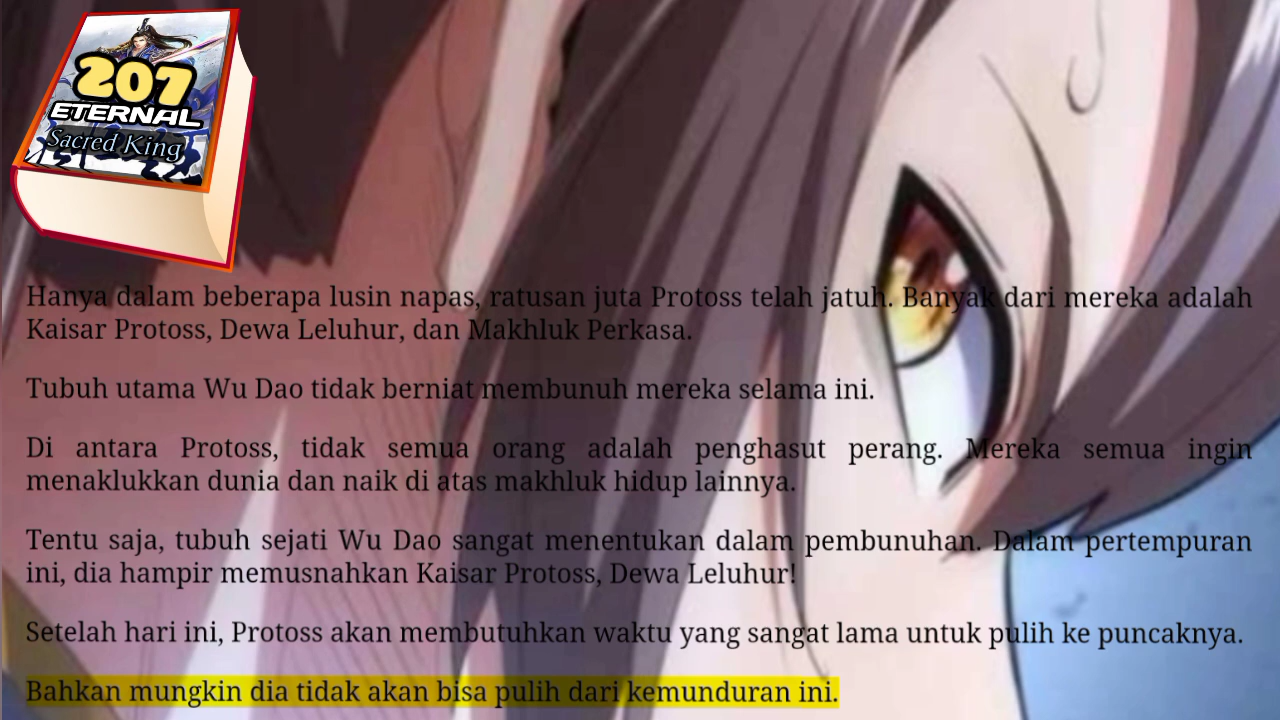 207
ETERNAL
Sacred King
Hanya dalam beberapa lusin napas, ratusan juta Protoss telah jatuh. Banyak dari mereka adalah
Kaisar Protoss, Dewa Leluhur, dan Makhluk Perkasa.
Tubuh utama Wu Dao tidak berniat membunuh mereka selama ini.
Di antara Protoss, tidak semua orang adalah penghasut perang. Mereka semua ingin
menaklukkan dunia dan naik di atas makhluk hidup lainnya.
Tentu saja, tubuh sejati Wu Dao sangat menentukan dalam pembunuhan. Dalam pertempuran
ini, dia hampir memusnahkan Kaisar Protoss, Dewa Leluhur!
Setelah hari ini, Protoss akan membutuhkan waktu yang sangat lama untuk pulih ke puncaknya.
Bahkan mungkin dia tidak akan bisa pulih dari kemunduran ini.